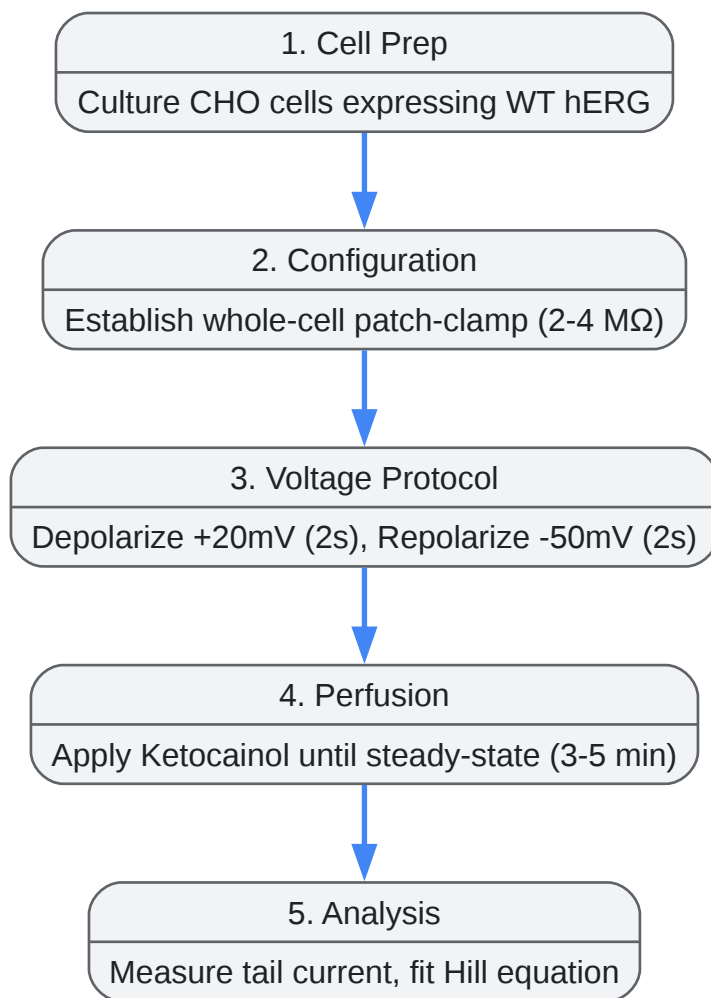 1. Cell Prep
Culture CHO cells expressing WT hERG
2. Configuration
Establish whole-cell patch-clamp (2-4 MΩ)
3. Voltage Protocol
Depolarize +20mV (2s), Repolarize -50mV (2s)
4. Perfusion
Apply Ketocainol until steady-state (3-5 min)
5. Analysis
Measure tail current, fit Hill equation